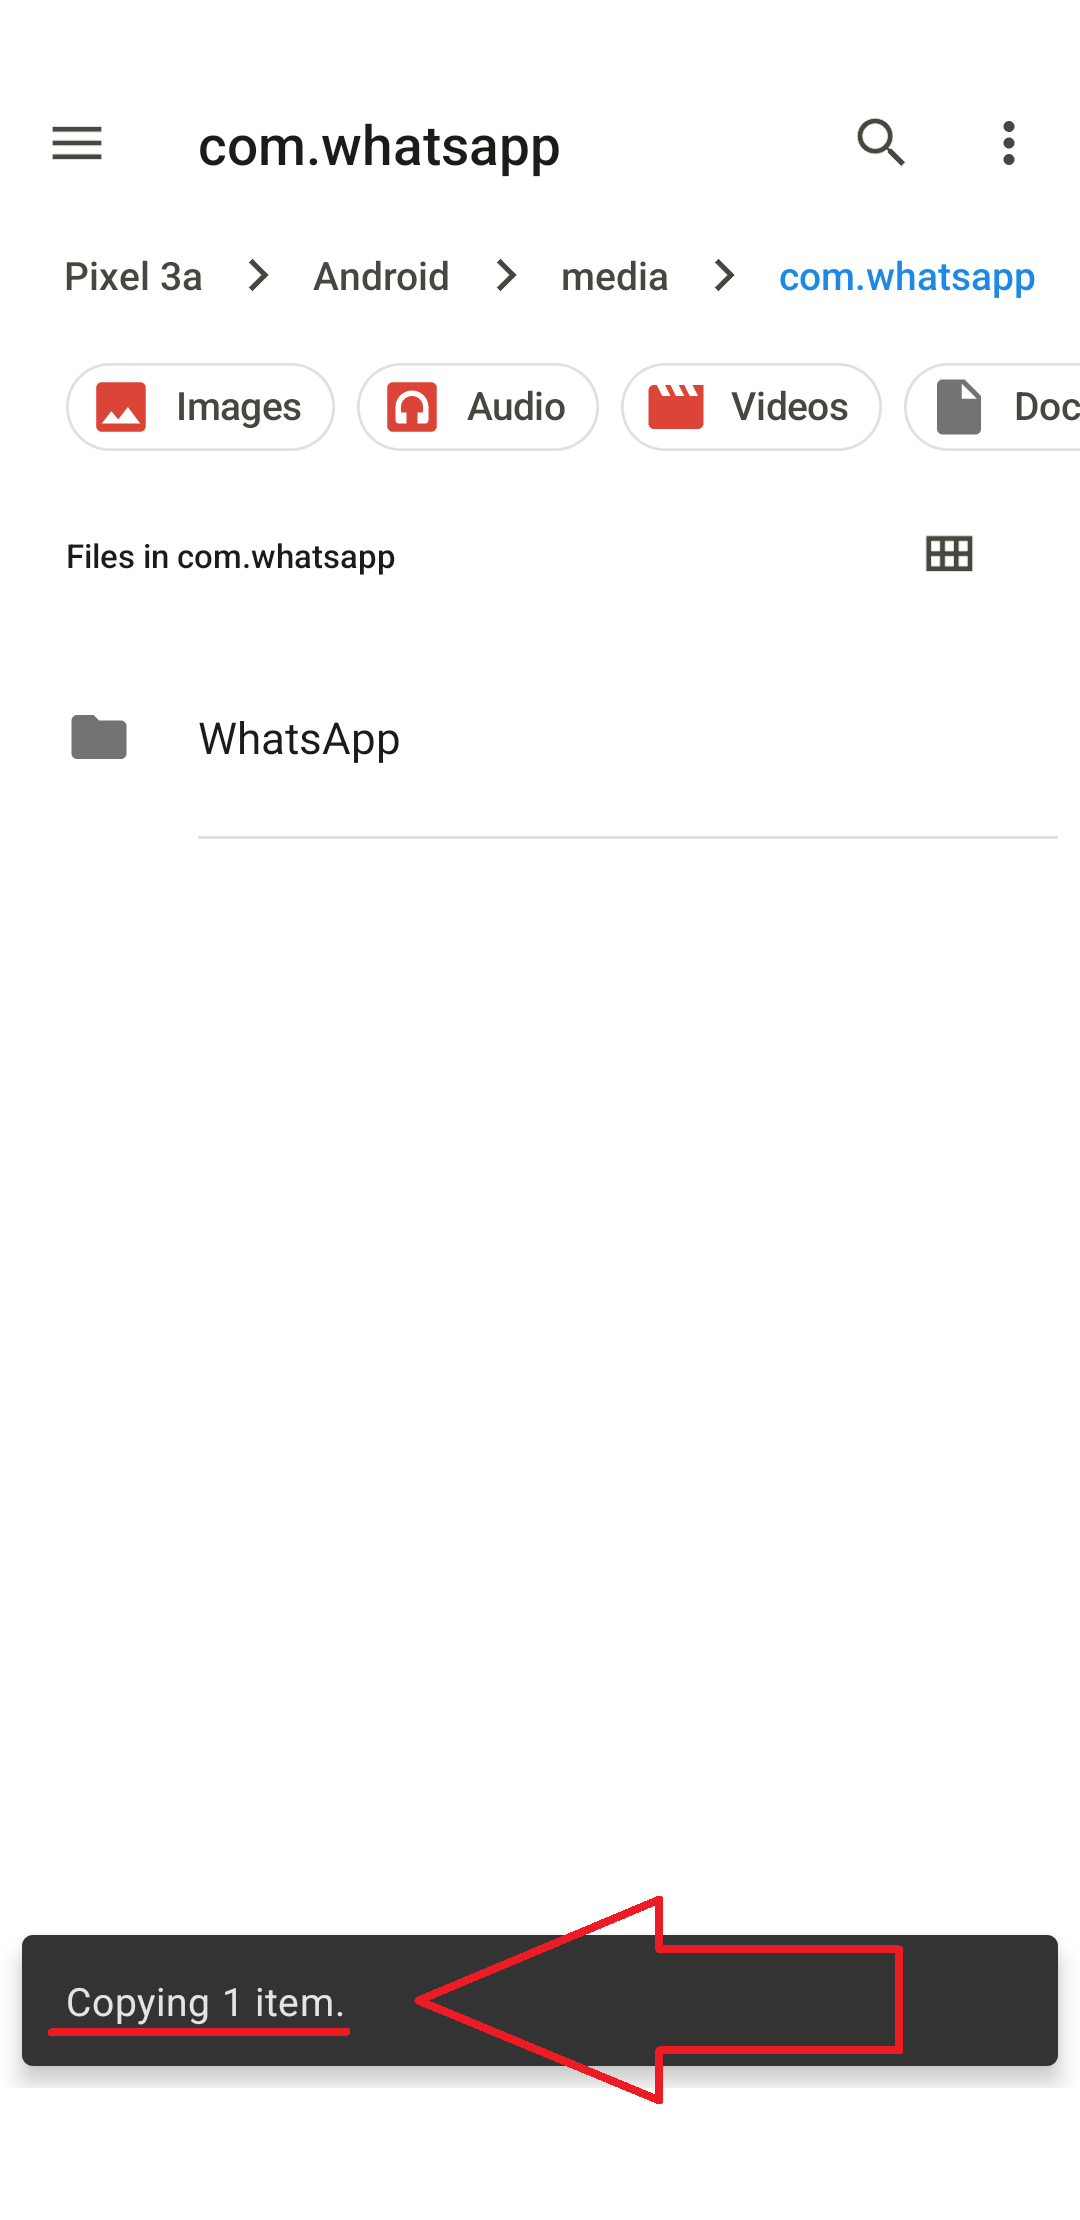 com.whatsapp
Pixel 3a Android media com.whatsapp
Images Audio Videos Doc
Files in com.whatsapp
WhatsApp
Copying 1 item.